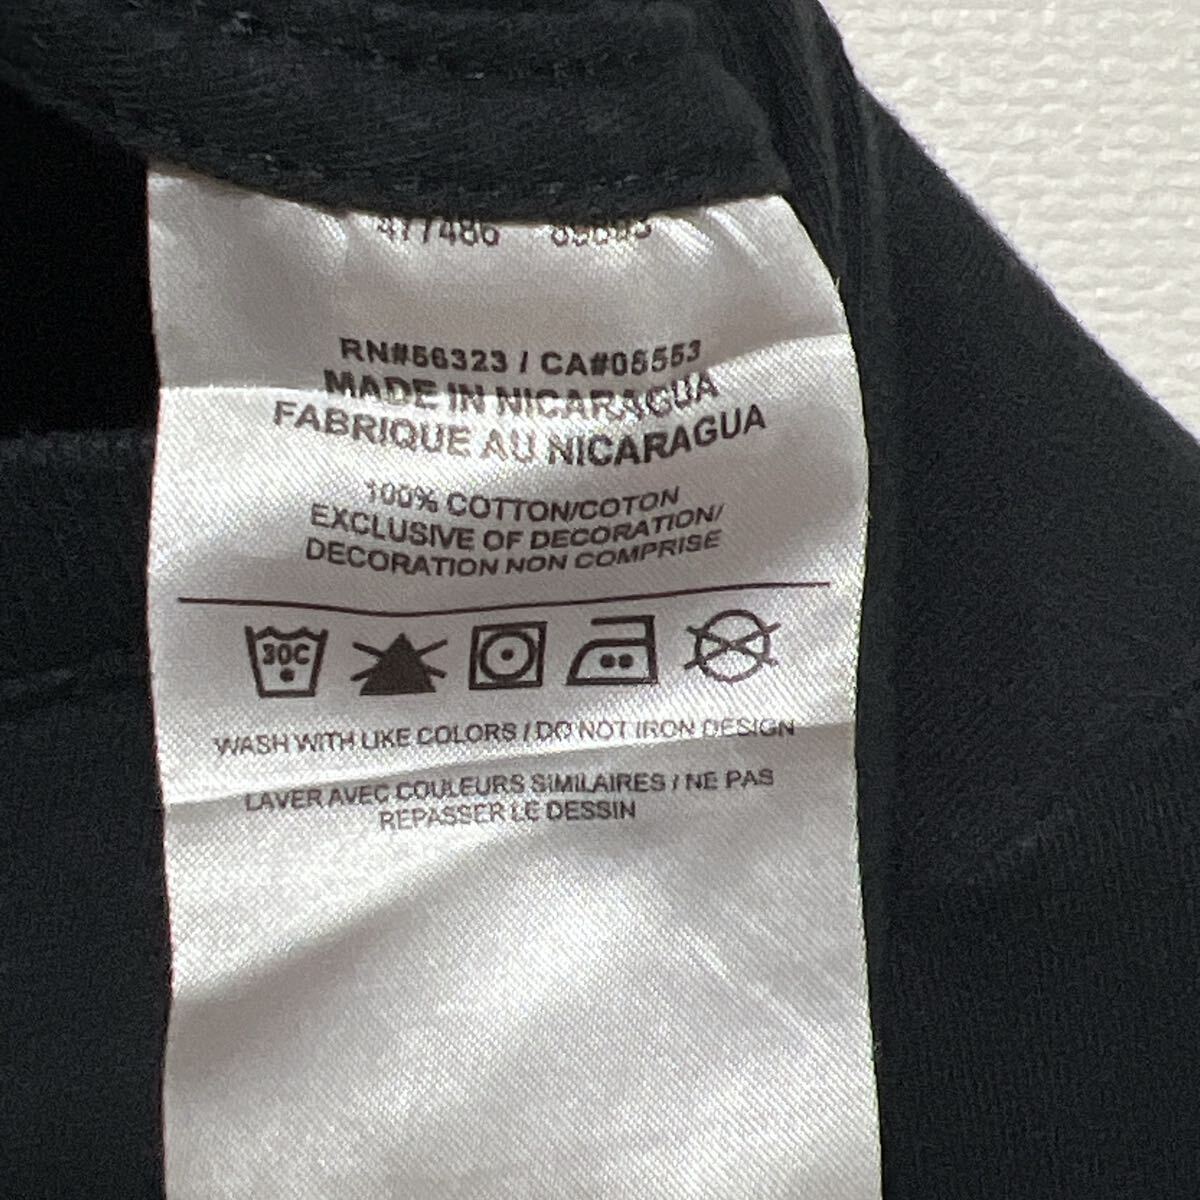 477486
RN#56323 / CA#05553
MADE IN NICARAGUA
FABRIQUE AU NICARAGUA
100% COTTON/COTON
EXCLUSIVE OF DECORATION/
DECORATION NON COMPRISE
30C
WASH WITH LIKE COLORS / DO NOT IRON DESIGN
LAVER AVEC COULEURS SIMILAIRES / NE PAS
REPASSER LE DESSIN